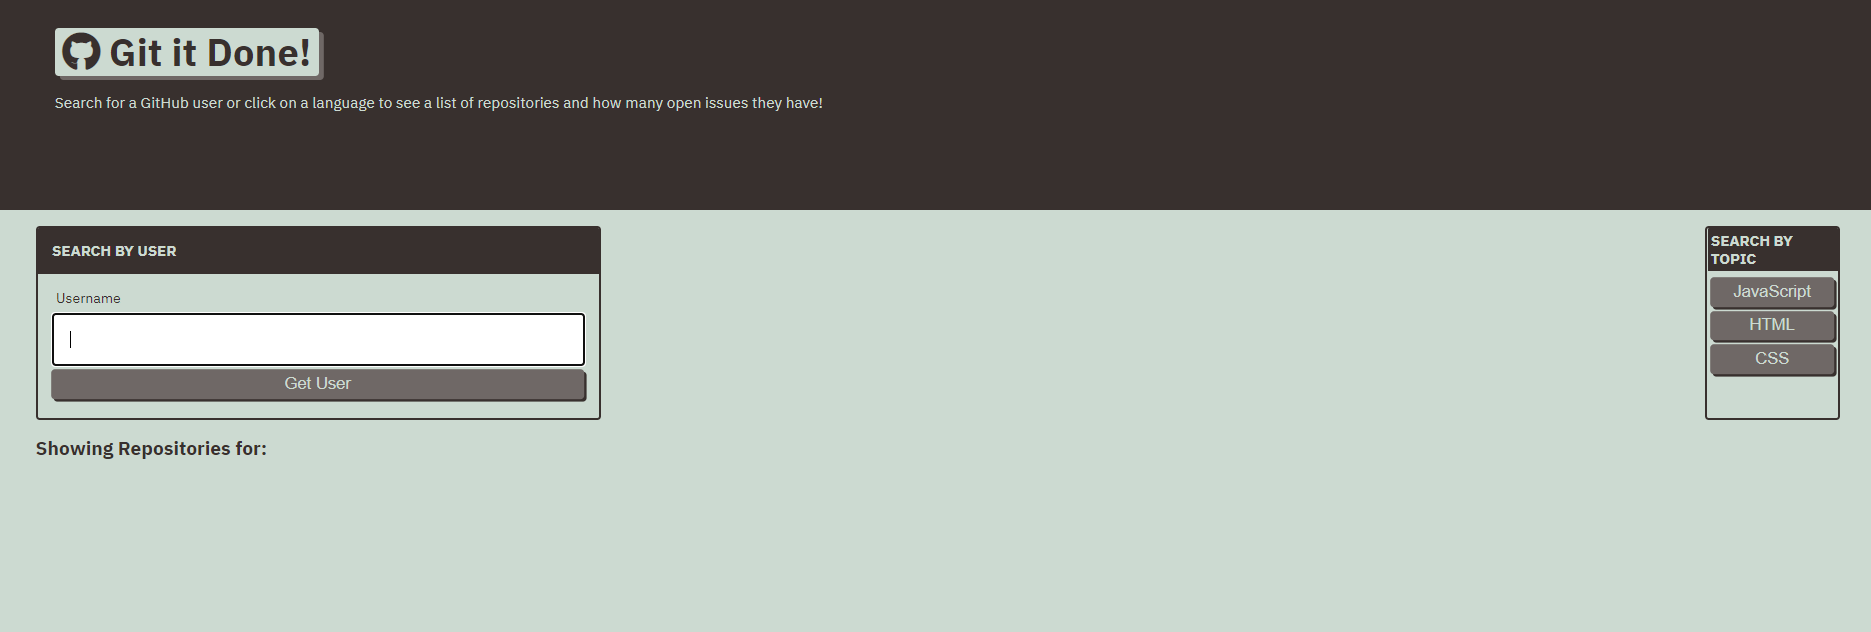 Git it Done!
Search for a GitHub user or click on a language to see a list of repositories and how many open issues they have!
SEARCH BY USER
Username
Get User
SEARCH BY
TOPIC
JavaScript
HTML
CSS
Showing Repositories for: